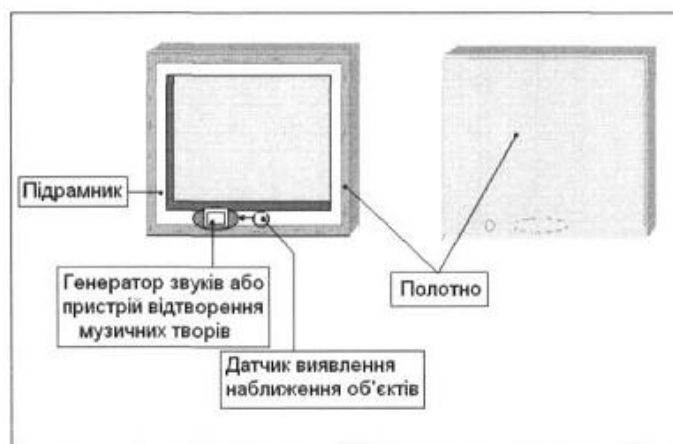 Підрамник
Генератор звуків або
пристрій відтворення
музичних творів
Полотно
Датчик виявлення
наближення об'єктів